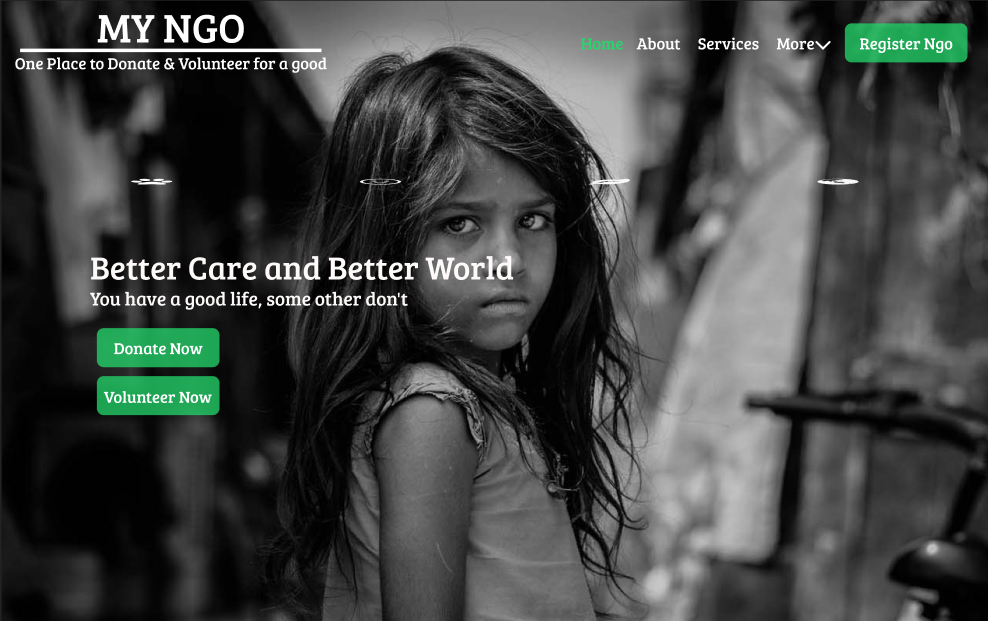 MY NGO
One Place to Donate & Volunteer for a good
Home About Services More Register Ngo
Better Care and Better World
You have a good life, some other don't
Donate Now
Volunteer Now